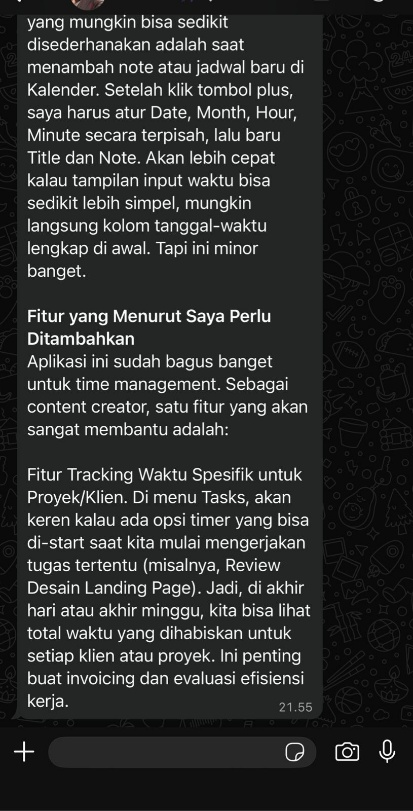 yang mungkin bisa sedikit
disederhanakan adalah saat
menambah note atau jadwal baru di
Kalender. Setelah klik tombol plus,
saya harus atur Date, Month, Hour,
Minute secara terpisah, lalu baru
Title dan Note. Akan lebih cepat
kalau tampilan input waktu bisa
sedikit lebih simpel, mungkin
langsung kolom tanggal-waktu
lengkap di awal. Tapi ini minor
banget.
Fitur yang Menurut Saya Perlu
Ditambahkan
Aplikasi ini sudah bagus banget
untuk time management. Sebagai
content creator, satu fitur yang akan
sangat membantu adalah:
Fitur Tracking Waktu Spesifik untuk
Proyek/Klien. Di menu Tasks, akan
keren kalau ada opsi timer yang bisa
di-start saat kita mulai mengerjakan
tugas tertentu (misalnya, Review
Desain Landing Page). Jadi, di akhir
hari atau akhir minggu, kita bisa lihat
total waktu yang dihabiskan untuk
setiap klien atau proyek. Ini penting
buat invoicing dan evaluasi efisiensi
kerja.
21.55